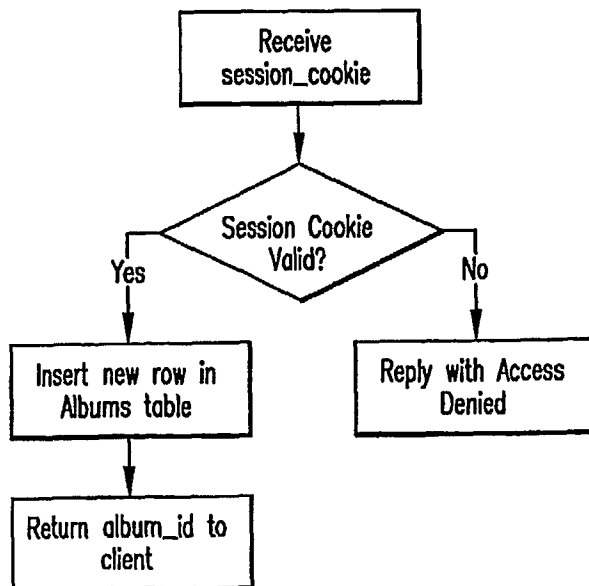 Receive
session_cookie
Session Cookie
Valid?
Yes
No
Insert new row in
Albums table
Reply with Access
Denied
Return album_id to
client